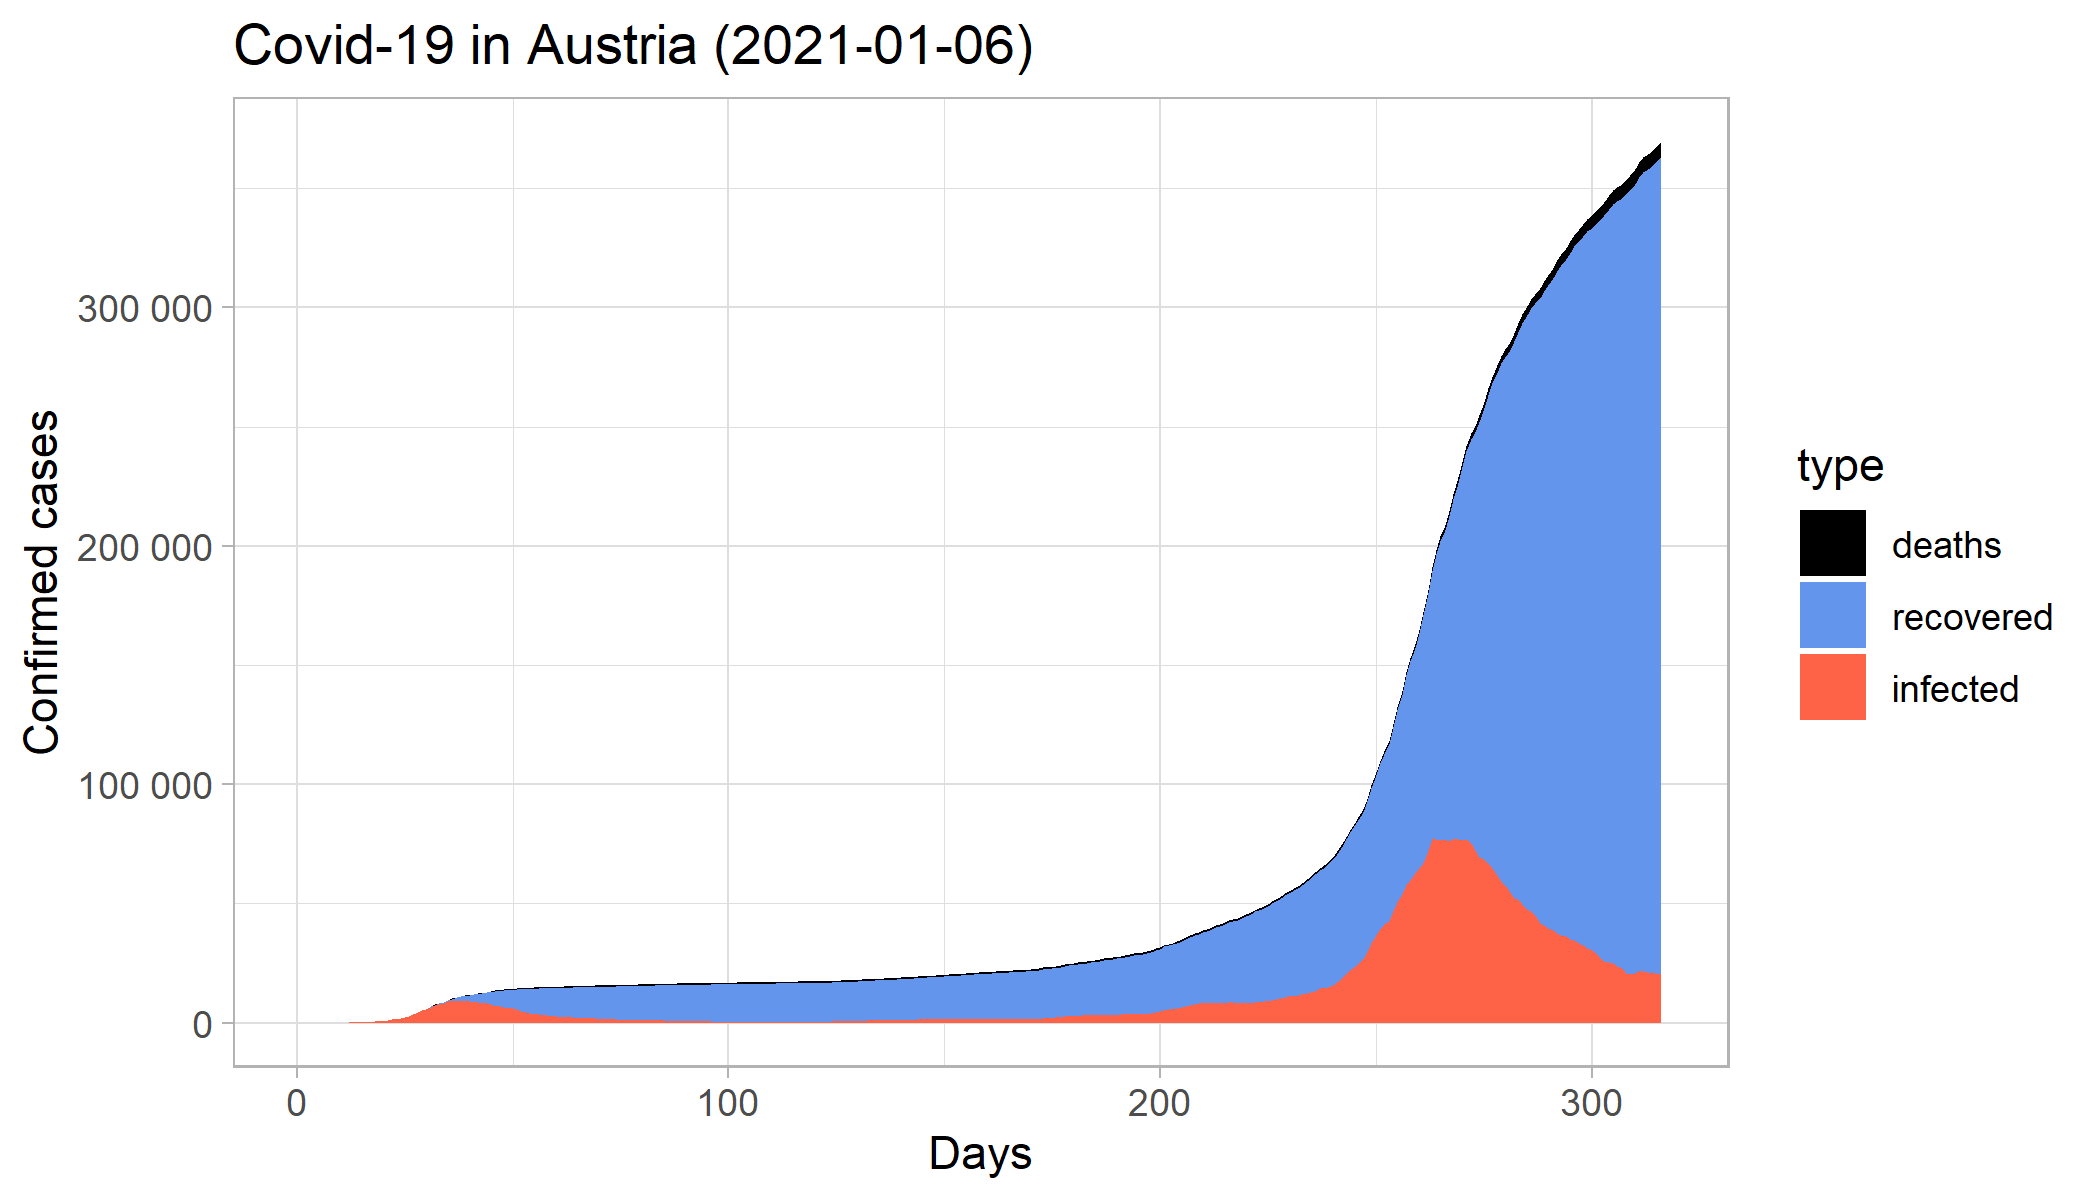 Covid-19 in Austria (2021-01-06)
Confirmed cases
300 000
200 000
100 000
0
0 100 200 300
Days
type
deaths
recovered
infected